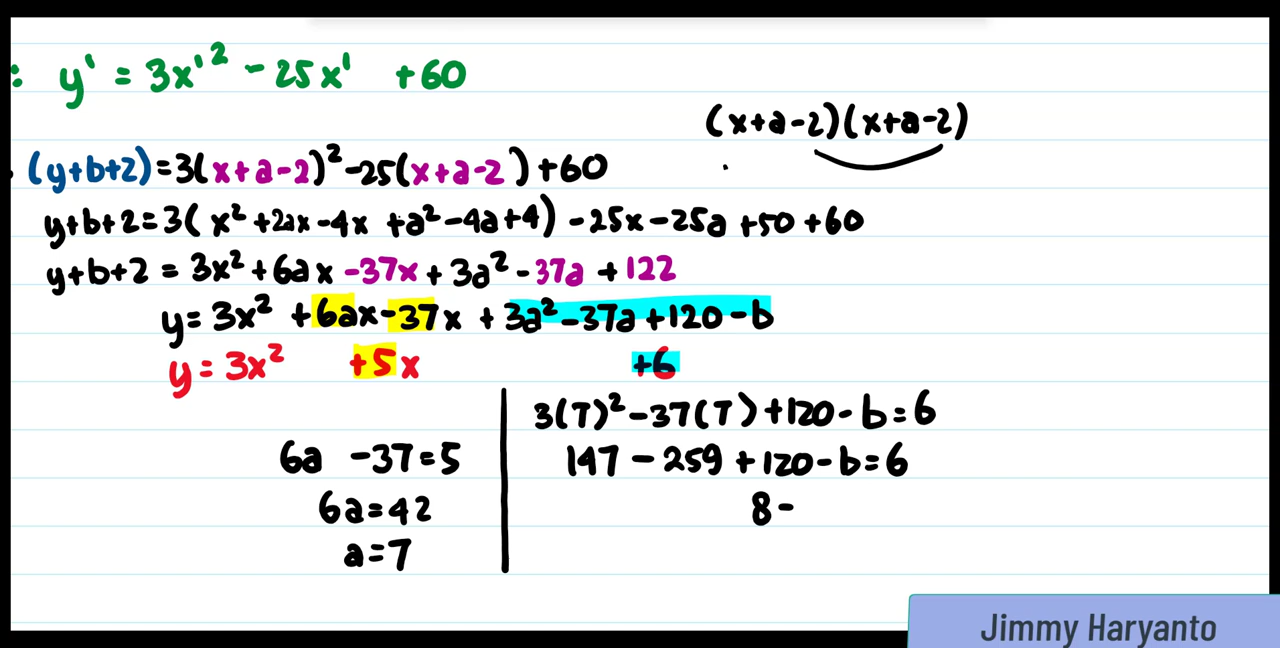 : y' = 3x'² - 25x' + 60
(x+a-2)(x+a-2)
(y+b+2) = 3(x+a-2)² - 25(x+a-2) + 60
y+b+2 = 3(x² + 2ax - 4x + a² - 4a + 4) - 25x - 25a + 50 + 60
y+b+2 = 3x² + 6ax - 37x + 3a² - 37a + 122
y = 3x² + 6ax - 37x + 3a² - 37a + 120 - b
y = 3x² + 5x + 6
6a - 37 = 5
6a = 42
a = 7
3(7)² - 37(7) + 120 - b = 6
147 - 259 + 120 - b = 6
8 -
Jimmy Haryanto